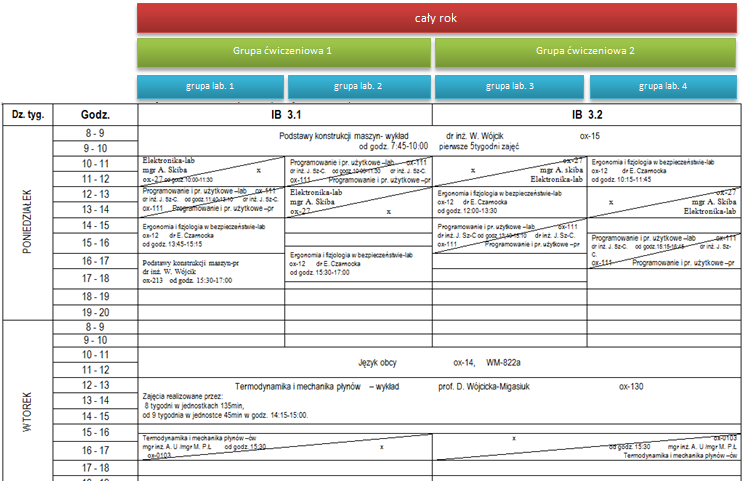 cały rok
Grupa ćwiczeniowa 1
Grupa ćwiczeniowa 2
grupa lab. 1
grupa lab. 2
grupa lab. 3
grupa lab. 4
Dz. tyg.
Godz.
IB 3.1
IB 3.2
PONIEDZIAŁEK
8 - 9
Podstawy konstrukcji maszyn- wykład dr inż. W. Wójcik ox-15
9 - 10
od godz. 7:45-10:00 pierwsze 5tygodni zajęć
10 - 11
11 - 12
Elektronika-lab
mgr A. Skiba x
ox-27 od godz.10:00-11:30
Programowanie i pr. użytkowe –lab ox-111
dr inż. J. Sz-C. od godz.10:00-11:30 dr inż. J. Sz-C.
ox-111 Programowanie i pr. użytkowe –pr
ox-27
x mgr A. Skiba
Elektronika-lab
Ergonomia i fizjologia w bezpieczeństwie-lab
ox-12 dr E. Czarnocka
od godz. 10:15-11:45
12 - 13
13 - 14
Programowanie i pr. użytkowe –lab ox-111
dr inż. J. Sz-C. od godz.11:40-13:10 dr inż. J. Sz-C.
ox-111 Programowanie i pr. użytkowe –pr
Elektronika-lab
mgr A. Skiba
ox-27 x
Ergonomia i fizjologia w bezpieczeństwie-lab
ox-12 dr E. Czarnocka
od godz. 12:00-13:30
ox-27
x mgr A. Skiba
Elektronika-lab
14 - 15
15 - 16
Ergonomia i fizjologia w bezpieczeństwie-lab
ox-12 dr E. Czarnocka
od godz. 13:45-15:15
Programowanie i pr. użytkowe –lab ox-111
dr inż. J. Sz-C. od godz. dr inż. J. Sz-C.
ox-111 Programowanie i pr. użytkowe –pr
Programowanie i pr. użytkowe –lab ox-111
dr inż. J. Sz-C. od godz. dr inż. J. Sz-
C.
ox-111 Programowanie i pr. użytkowe –pr
16 - 17
17 - 18
Podstawy konstrukcji maszyn-pr
dr inż. W. Wójcik
ox-213 od godz. 15:30-17:00
Ergonomia i fizjologia w bezpieczeństwie-lab
ox-12 dr E. Czarnocka
od godz. 15:30-17:00
18 - 19
19 - 20
WTOREK
8 - 9
9 - 10
10 - 11
11 - 12
Język obcy ox-14, WM-822a
12 - 13
Termodynamika i mechanika płynów – wykład prof. D. Wójcicka-Migasiuk ox-130
13 - 14
Zajęcia realizowane przez:
8 tygodni w jednostkach 135min,
14 - 15
od 9 tygodnia w jednostce 45min w godz. 14:15-15:00.
15 - 16
16 - 17
Termodynamika i mechanika płynów –ćw
mgr inż. A. U /mgr M. P.Ł od godz. 15:30
ox-0103 x
x ox-0103
od godz. 15:30 mgr inż. A. U /mgr M. P.Ł
Termodynamika i mechanika płynów –ćw
17 - 18